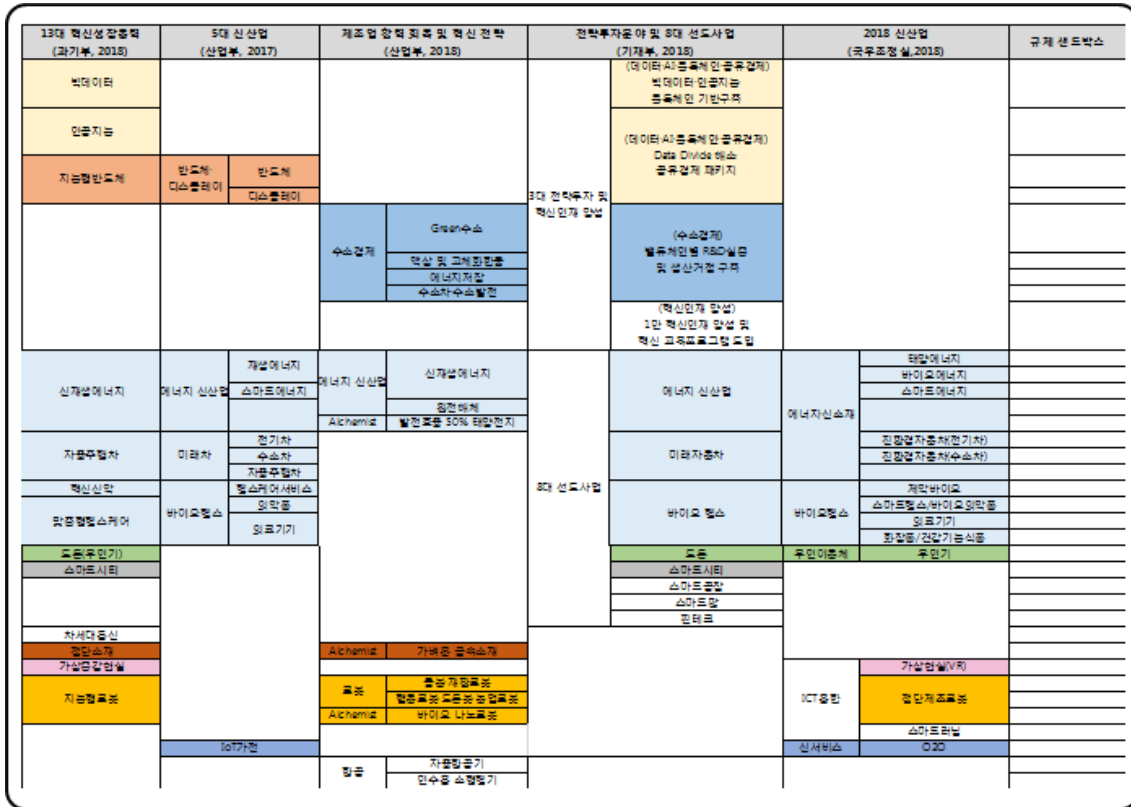 13대 혁신성장동력
(과기부, 2018)
5대 신산업
(산업부, 2017)
제조업 활력 회복 및 혁신 전략
(산업부, 2018)
전략투자분야 및 8대 선도사업
(기재부, 2018)
2018 신산업
(국무조정실,2018)
규제 샌드박스
빅데이터
인공지능
지능형반도체
신재생에너지
자율주행차
혁신신약
맞춤형헬스케어
드론(무인기)
스마트시티
차세대통신
첨단소재
가상증강현실
지능형로봇
반도체·
디스플레이
반도체
디스플레이
에너지 신산업
재생에너지
스마트에너지
미래차
전기차
수소차
자율주행차
바이오헬스
헬스케어서비스
의약품
의료기기
IoT가전
수소경제
Green수소
액상 및 고체화합물
에너지저장
수소차·수소발전
에너지 신산업
신재생에너지
원전해체
Alchemist
발전효율 50% 태양전지
Alchemist
가벼운 금속소재
로봇
돌봄·재활로봇
협동로봇·드론봇·농업로봇
Alchemist
바이오 나노로봇
항공
자율항공기
민수용 소형헬기
3대 전략투자 및
혁신인재 양성
(데이터·AI·블록체인·공유경제)
빅데이터·인공지능
블록체인 기반구축
(데이터·AI·블록체인·공유경제)
Data Divide 해소
공유경제 패키지
(수소경제)
밸류체인별 R&D실증
및 생산거점 구축
(혁신인재 양성)
1만 혁신인재 양성 및
혁신 교육프로그램 도입
8대 선도사업
에너지 신산업
미래자동차
바이오 헬스
드론
스마트시티
스마트공장
스마트팜
핀테크
에너자신소재
태양에너지
바이오에너지
스마트에너지
친환경자동차(전기차)
친환경자동차(수소차)
바이오헬스
제약바이오
스마트헬스/바이오의약품
의료기기
화장품/건강기능식품
무인이동체
무인기
ICT융합
가상현실(VR)
첨단제조로봇
스마트러닝
신서비스
O2O